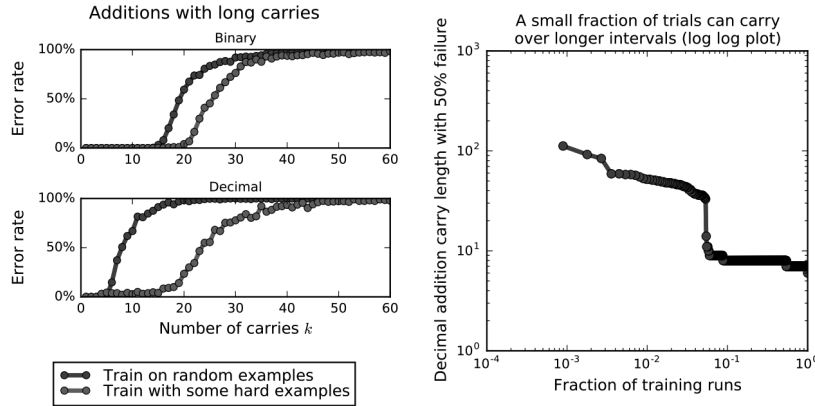 Additions with long carries
Binary
Error rate
100%
50%
0%
0 10 20 30 40 50 60
Decimal
Error rate
100%
50%
0%
0 10 20 30 40 50 60
Number of carries k
Train on random examples
Train with some hard examples
A small fraction of trials can carry
over longer intervals (log log plot)
Decimal addition carry length with 50% failure
10³
10²
10¹
10⁰
10⁻⁴ 10⁻³ 10⁻² 10⁻¹ 10⁰
Fraction of training runs